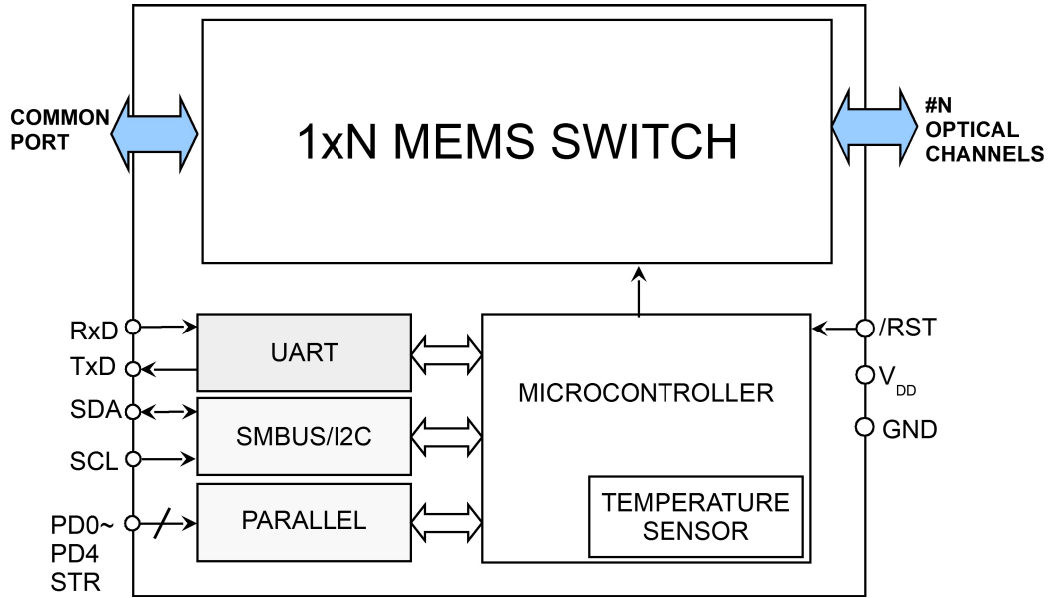 COMMON
PORT
1xN MEMS SWITCH
#N
OPTICAL
CHANNELS
RxD
TxD
SDA
SCL
PD0~
PD4
STR
UART
SMBUS/I2C
PARALLEL
MICROCONTROLLER
TEMPERATURE
SENSOR
/RST
VDD
GND